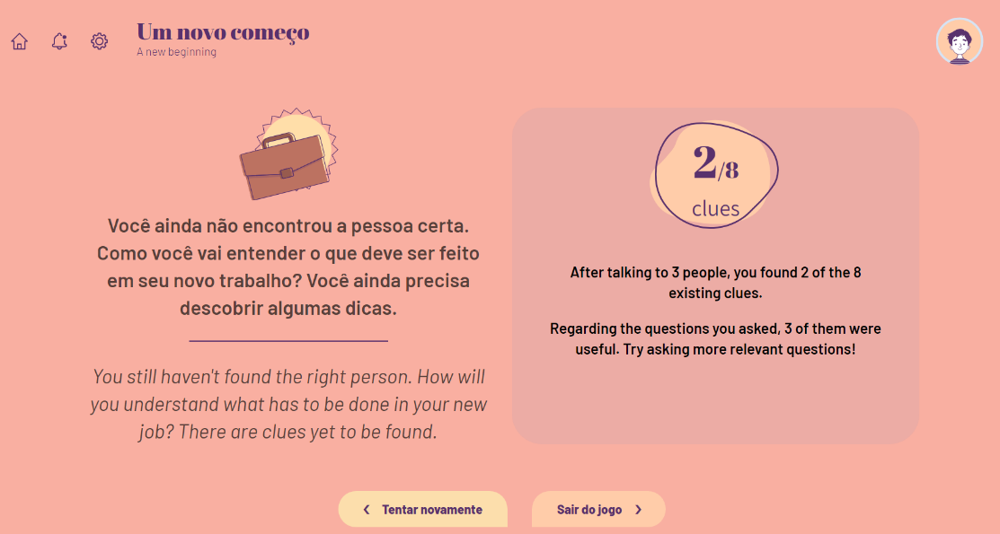 Um novo começo
A new beginning
Você ainda não encontrou a pessoa certa.
Como você vai entender o que deve ser feito
em seu novo trabalho? Você ainda precisa
descobrir algumas dicas.
You still haven't found the right person. How will
you understand what has to be done in your new
job? There are clues yet to be found.
2/8
clues
After talking to 3 people, you found 2 of the 8
existing clues.
Regarding the questions you asked, 3 of them were
useful. Try asking more relevant questions!
Tentar novamente
Sair do jogo